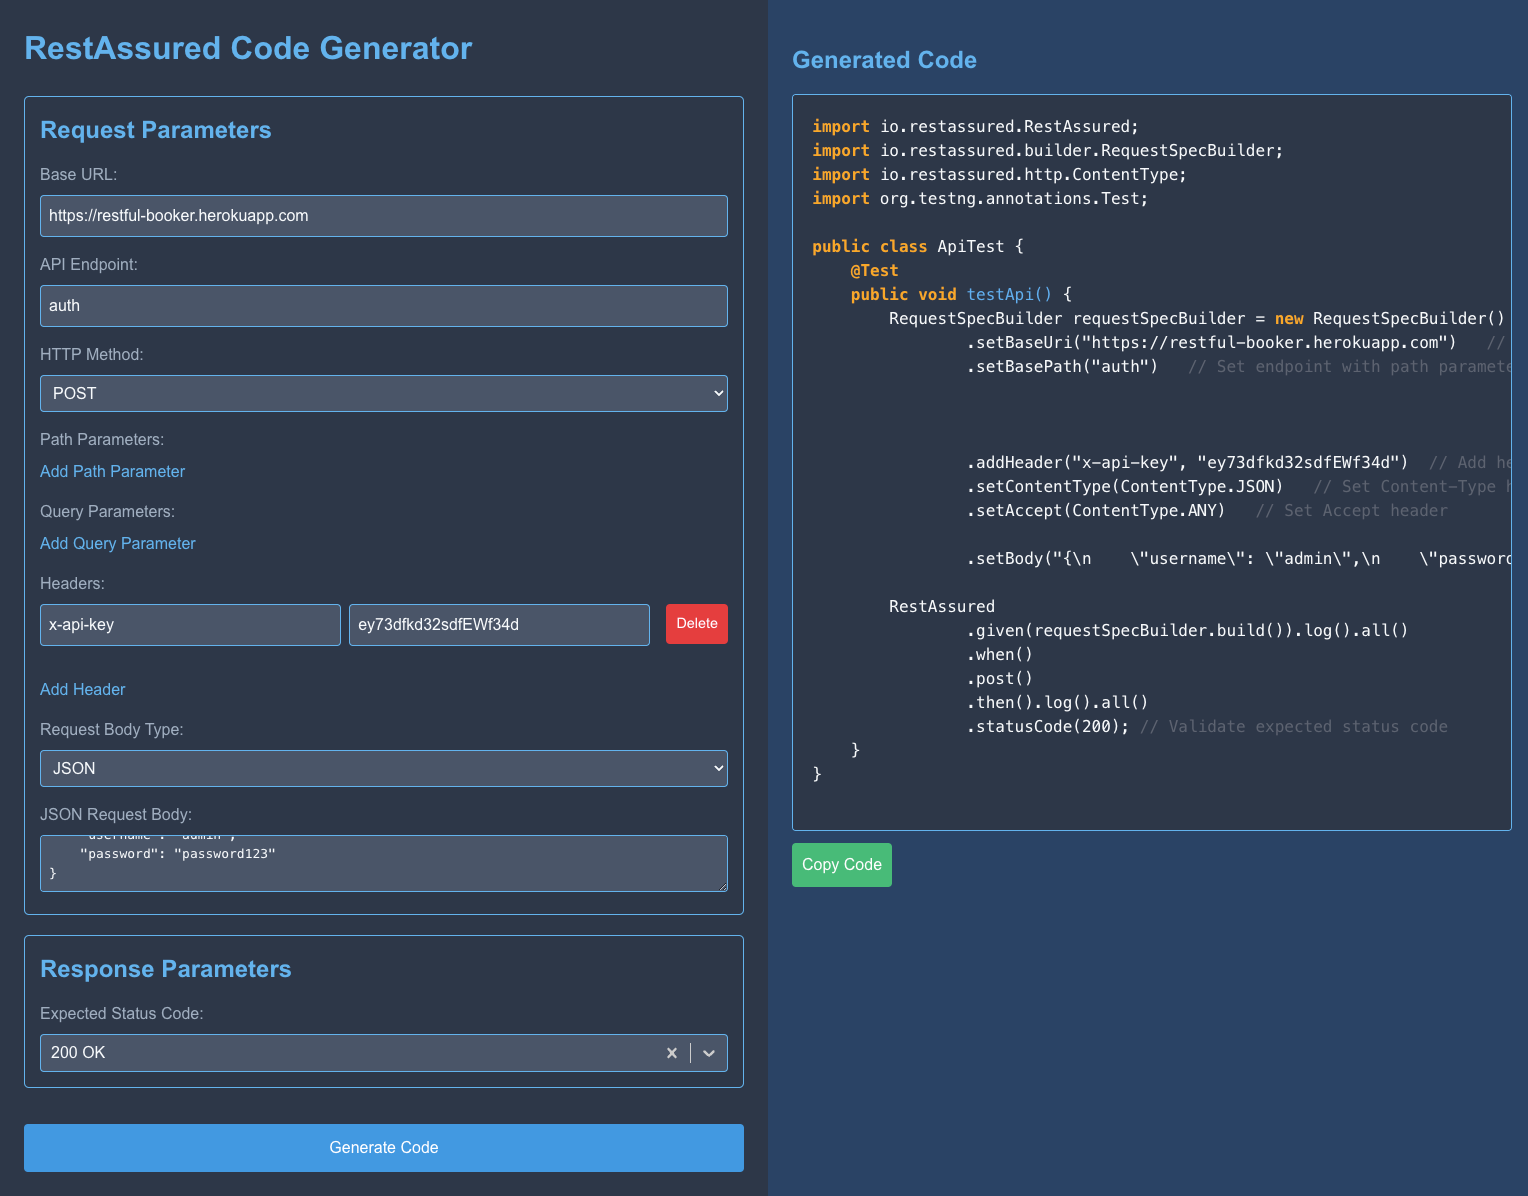 RestAssured Code Generator
Request Parameters
Base URL:
https://restful-booker.herokuapp.com
API Endpoint:
auth
HTTP Method:
POST
Path Parameters:
Add Path Parameter
Query Parameters:
Add Query Parameter
Headers:
x-api-key ey73dfkd32sdfEWf34d Delete
Add Header
Request Body Type:
JSON
JSON Request Body:
"username": "admin",
"password": "password123"
}
Response Parameters
Expected Status Code:
200 OK
Generate Code
Generated Code
import io.restassured.RestAssured;
import io.restassured.builder.RequestSpecBuilder;
import io.restassured.http.ContentType;
import org.testng.annotations.Test;
public class ApiTest {
@Test
public void testApi() {
RequestSpecBuilder requestSpecBuilder = new RequestSpecBuilder()
.setBaseUri("https://restful-booker.herokuapp.com")   //
.setBasePath("auth")   // Set endpoint with path paramete
.addHeader("x-api-key", "ey73dfkd32sdfEWf34d")  // Add he
.setContentType(ContentType.JSON)   // Set Content-Type h
.setAccept(ContentType.ANY)   // Set Accept header
.setBody("{\n    \"username\": \"admin\",\n    \"password
RestAssured
.given(requestSpecBuilder.build()).log().all()
.when()
.post()
.then().log().all()
.statusCode(200); // Validate expected status code
}
}
Copy Code